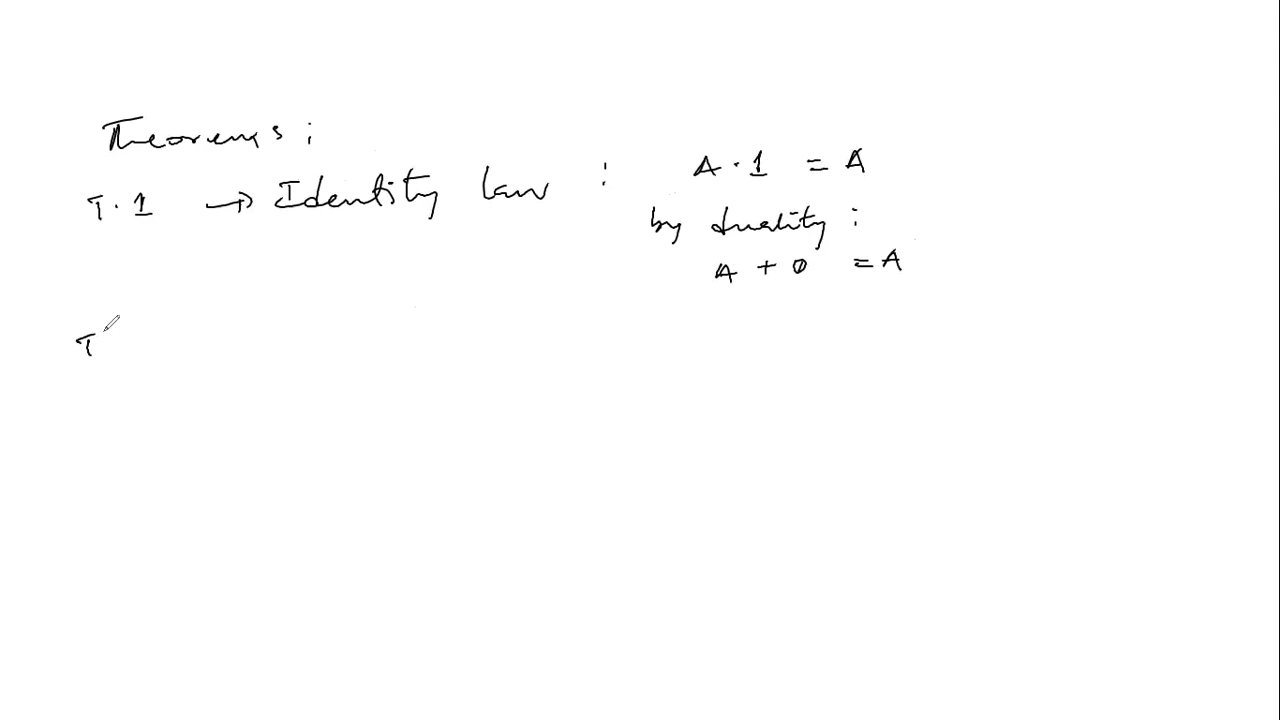 Theorems :
T.1 → Identity law : A · 1 = A
by duality :
A + 0 = A
T